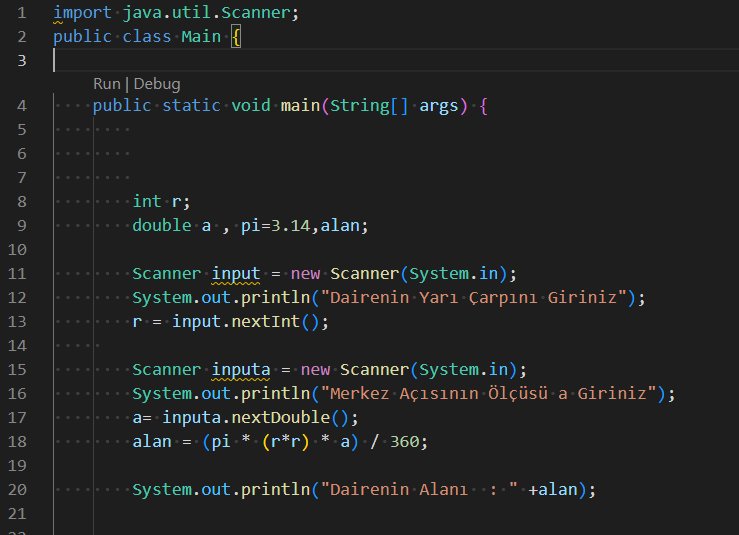 1 import java.util.Scanner;
2 public class Main {
3
Run | Debug
4 public static void main(String[] args) {
5
6
7
8 int r;
9 double a , pi=3.14,alan;
10
11 Scanner input = new Scanner(System.in);
12 System.out.println("Dairenin Yarı Çarpını Giriniz");
13 r = input.nextInt();
14
15 Scanner inputa = new Scanner(System.in);
16 System.out.println("Merkez Açısının Ölçüsü a Giriniz");
17 a= inputa.nextDouble();
18 alan = (pi * (r*r) * a) / 360;
19
20 System.out.println("Dairenin Alanı  : " +alan);
21